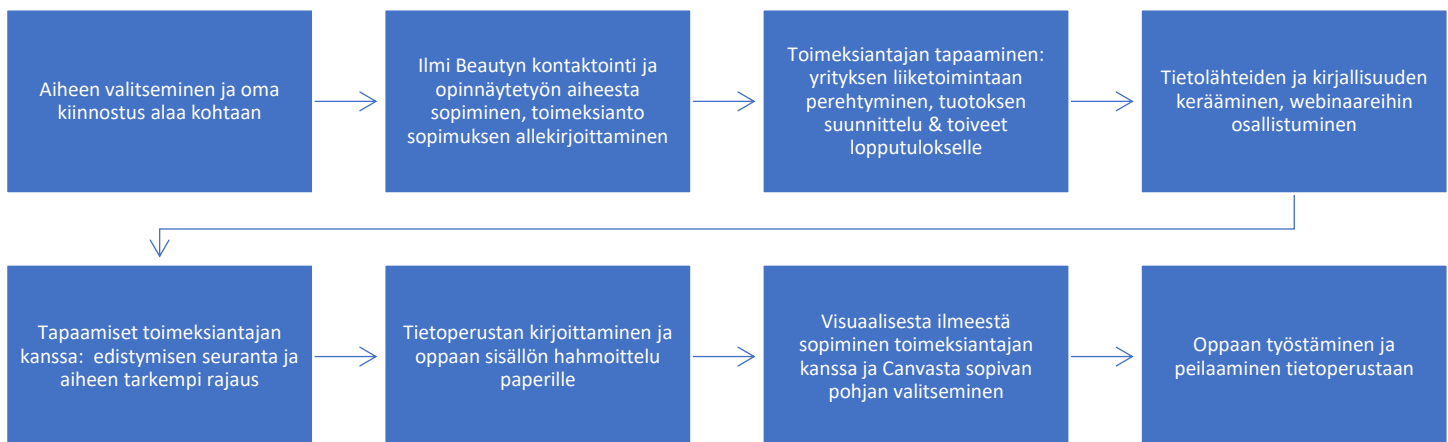 Aiheen valitseminen ja oma
kiinnostus alaa kohtaan
Ilmi Beautyn kontaktointi ja
opinnäytetyön aiheesta
sopiminen, toimeksianto
sopimuksen allekirjoittaminen
Toimeksiantajan tapaaminen:
yrityksen liiketoimintaan
perehtyminen, tuotoksen
suunnittelu & toiveet
lopputulokselle
Tietolähteiden ja kirjallisuuden
kerääminen, webinaareihin
osallistuminen
Tapaamiset toimeksiantajan
kanssa: edistymisen seuranta ja
aiheen tarkempi rajaus
Tietoperustan kirjoittaminen ja
oppaan sisällön hahmoittelu
paperille
Visuaalisesta ilmeestä
sopiminen toimeksiantajan
kanssa ja Canvasta sopivan
pohjan valitseminen
Oppaan työstäminen ja
peilaaminen tietoperustaan